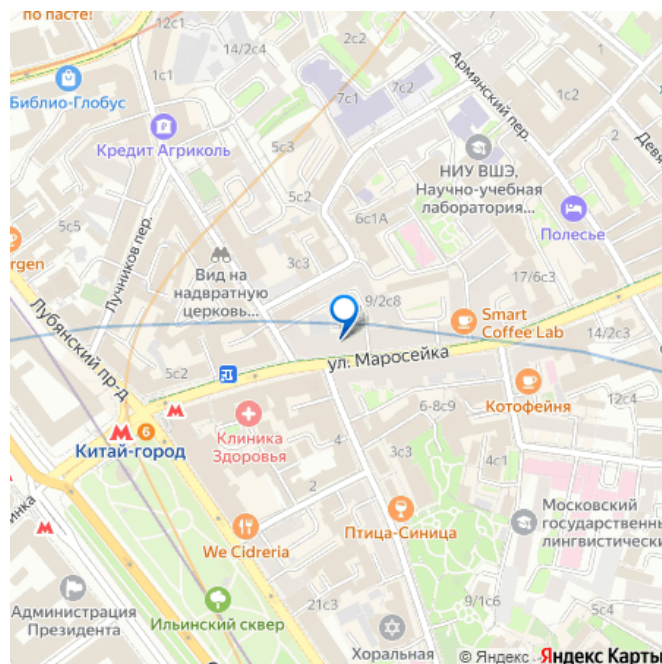 по пасте!
12с1
14/2с4
2с2
Армянский пер.
1с1
Библио-Глобус
7с2
7с1
1с2
Кредит Агриколь
5с3
НИУ ВШЭ,
Научно-учебная
лаборатория...
2
5с2
6с1А
Полесье
Лучников пер.
5с5
3с3
Вид на
надвратную
церковь...
17/6с3
9/2с8
Smart
Coffee Lab
14/2с3
Лубянский пр-д
ул. Маросейка
5с2
6-8с9
Котофейня
12с4
6
Китай-город
Клиника
Здоровья
4
3с3
4с1
2
Московский
государственны
лингвистически
We Cidreria
Птица-Синица
Администрация
Президента
Ильинский сквер
21с3
9/1с6
5с4
Хоральная
© Яндекс
Яндекс Карты